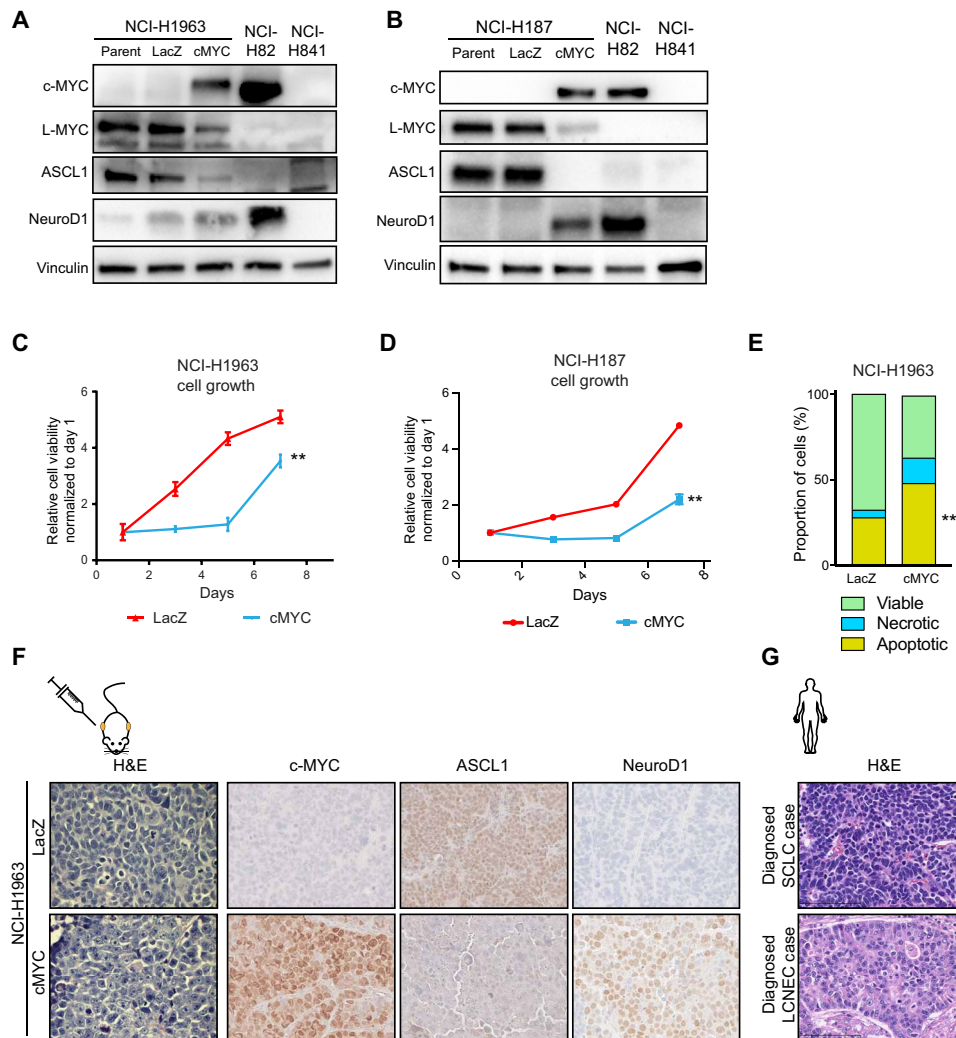 A
NCI-H1963
NCI-
H82
NCI-
H841
Parent LacZ cMYC
c-MYC
L-MYC
ASCL1
NeuroD1
Vinculin
B
NCI-H187
NCI-
H82
NCI-
H841
Parent LacZ cMYC
c-MYC
L-MYC
ASCL1
NeuroD1
Vinculin
C
NCI-H1963
cell growth
Relative cell viability
normalized to day 1
6
4
2
0
0 2 4 6 8
**
Days
LacZ cMYC
D
NCI-H187
cell growth
Relative cell viability
normalized to day 1
6
4
2
0
0 2 4 6 8
**
Days
LacZ cMYC
E
NCI-H1963
Proportion of cells (%)
100
50
0
**
LacZ cMYC
Viable
Necrotic
Apoptotic
F
H&E c-MYC ASCL1 NeuroD1
NCI-H1963
LacZ
cMYC
G
H&E
Diagnosed
SCLC case
Diagnosed
LCNEC case